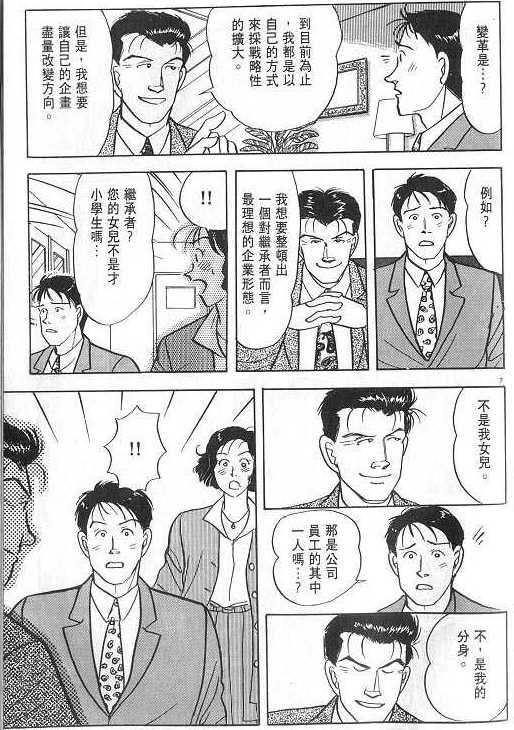 變革是…?
到目前為止
，我都是以
自己的方式
來採戰略性
的擴大。
但是，我想要
讓自己的企畫
盡量改變方向。
例如?
我想要整頓出
一個對繼承者而言，
最理想的企業形態。
!!
繼承者?
您的女兒不是才
小學生嗎…
7
不是我女兒。
那是公司
員工的其中
一人嗎…?
不，是我的
分身。
!!